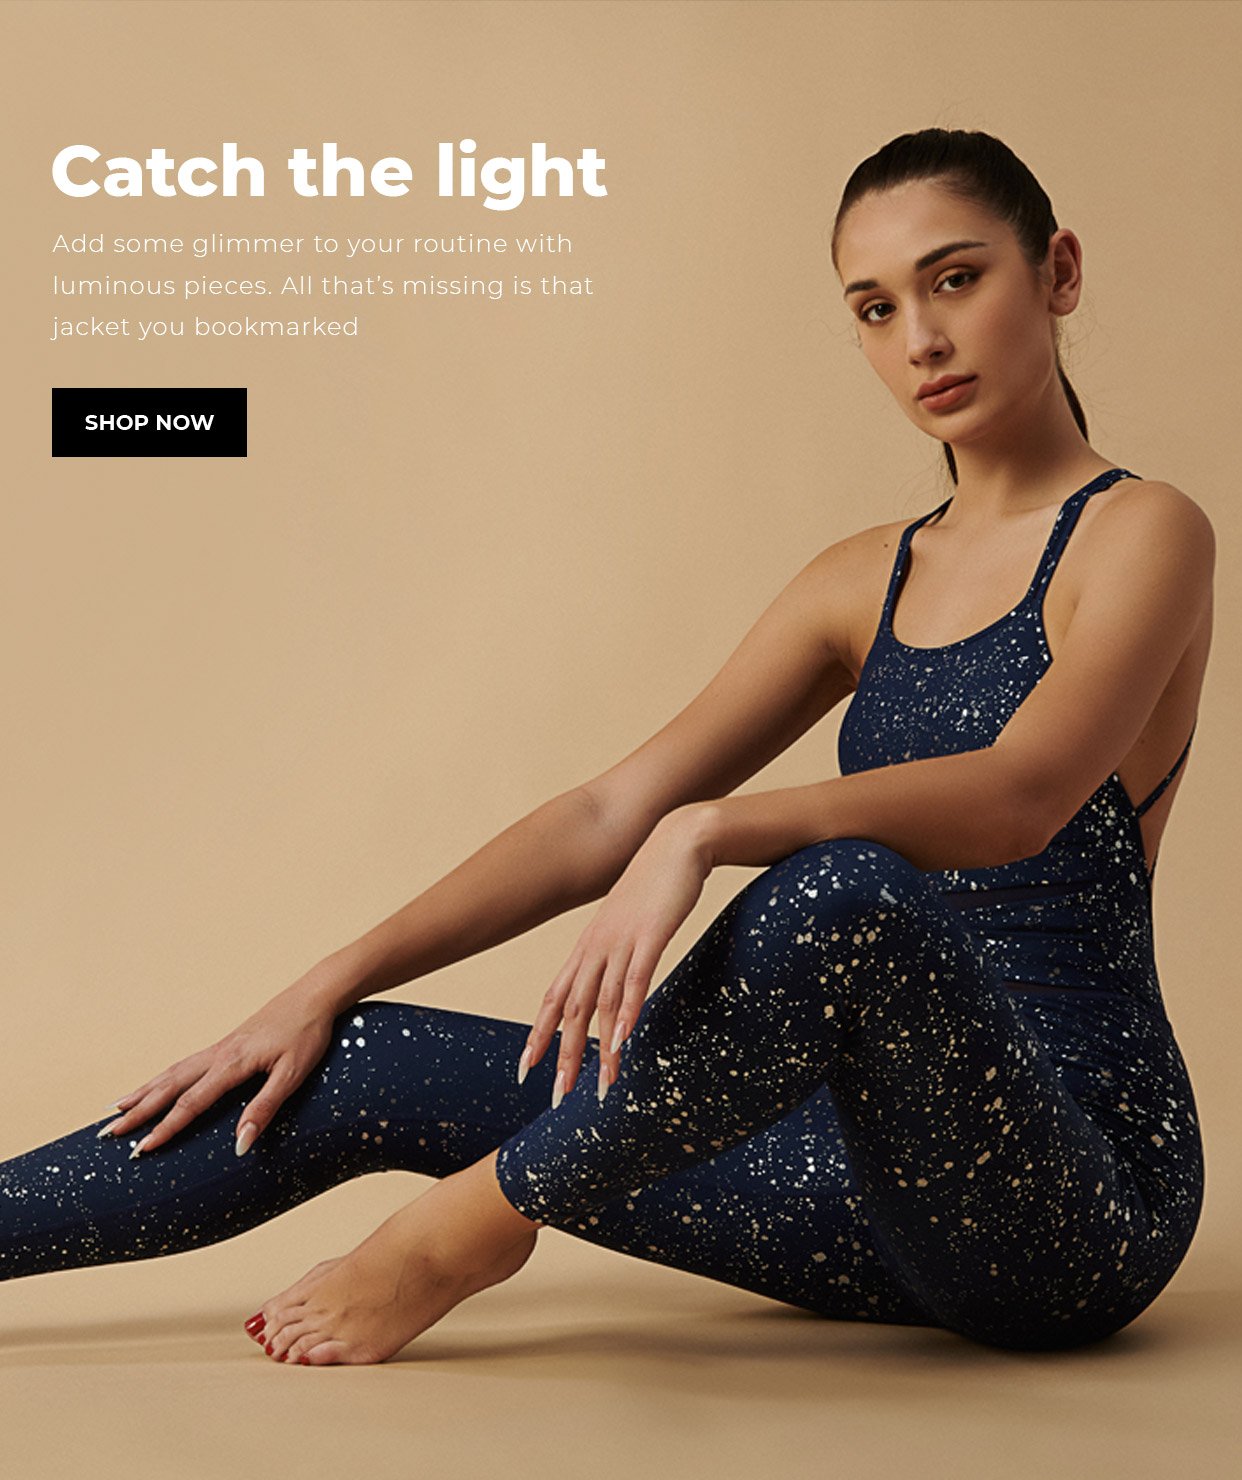 Catch the light
Add some glimmer to your routine with
luminous pieces. All that’s missing is that
jacket you bookmarked
SHOP NOW